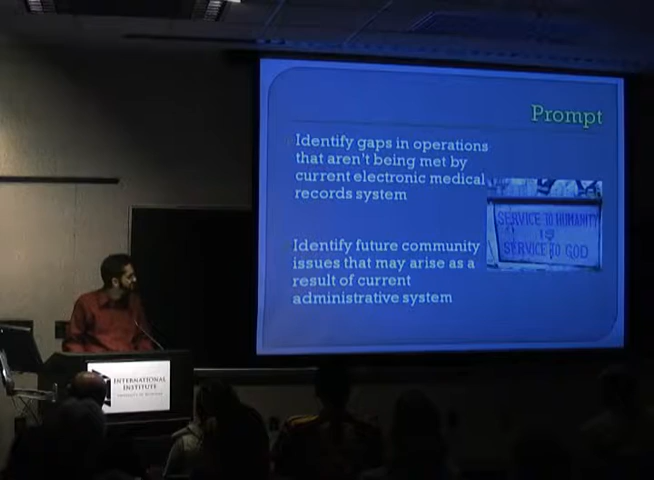 Prompt
Identify gaps in operations
that aren't being met by
current electronic medical
records system
SERVICE TO HUMANITY
IS
SERVICE TO GOD
Identify future community
issues that may arise as a
result of current
administrative system
INTERNATIONAL
INSTITUTE